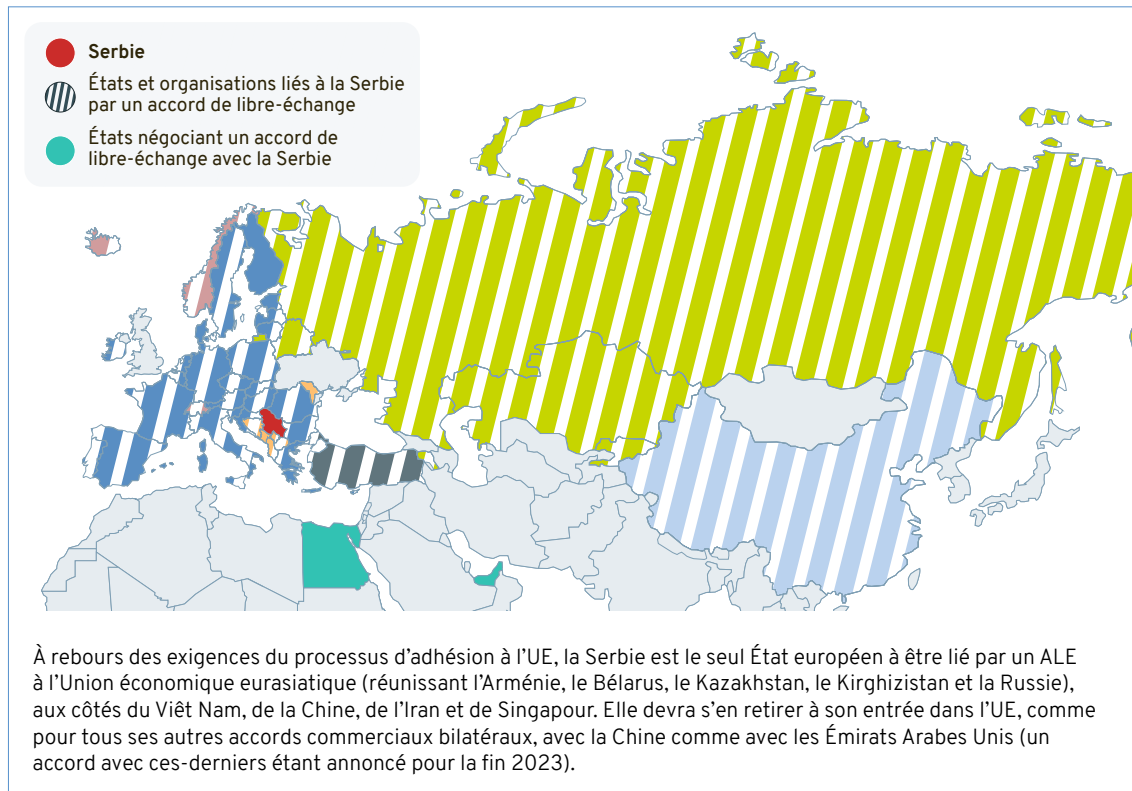 Serbie
États et organisations liés à la Serbie
par un accord de libre-échange
États négociant un accord de
libre-échange avec la Serbie
À rebours des exigences du processus d’adhésion à l’UE, la Serbie est le seul État européen à être lié par un ALE
à l’Union économique eurasiatique (réunissant l’Arménie, le Bélarus, le Kazakhstan, le Kirghizistan et la Russie),
aux côtés du Viêt Nam, de la Chine, de l’Iran et de Singapour. Elle devra s’en retirer à son entrée dans l’UE, comme
pour tous ses autres accords commerciaux bilatéraux, avec la Chine comme avec les Émirats Arabes Unis (un
accord avec ces-derniers étant annoncé pour la fin 2023).